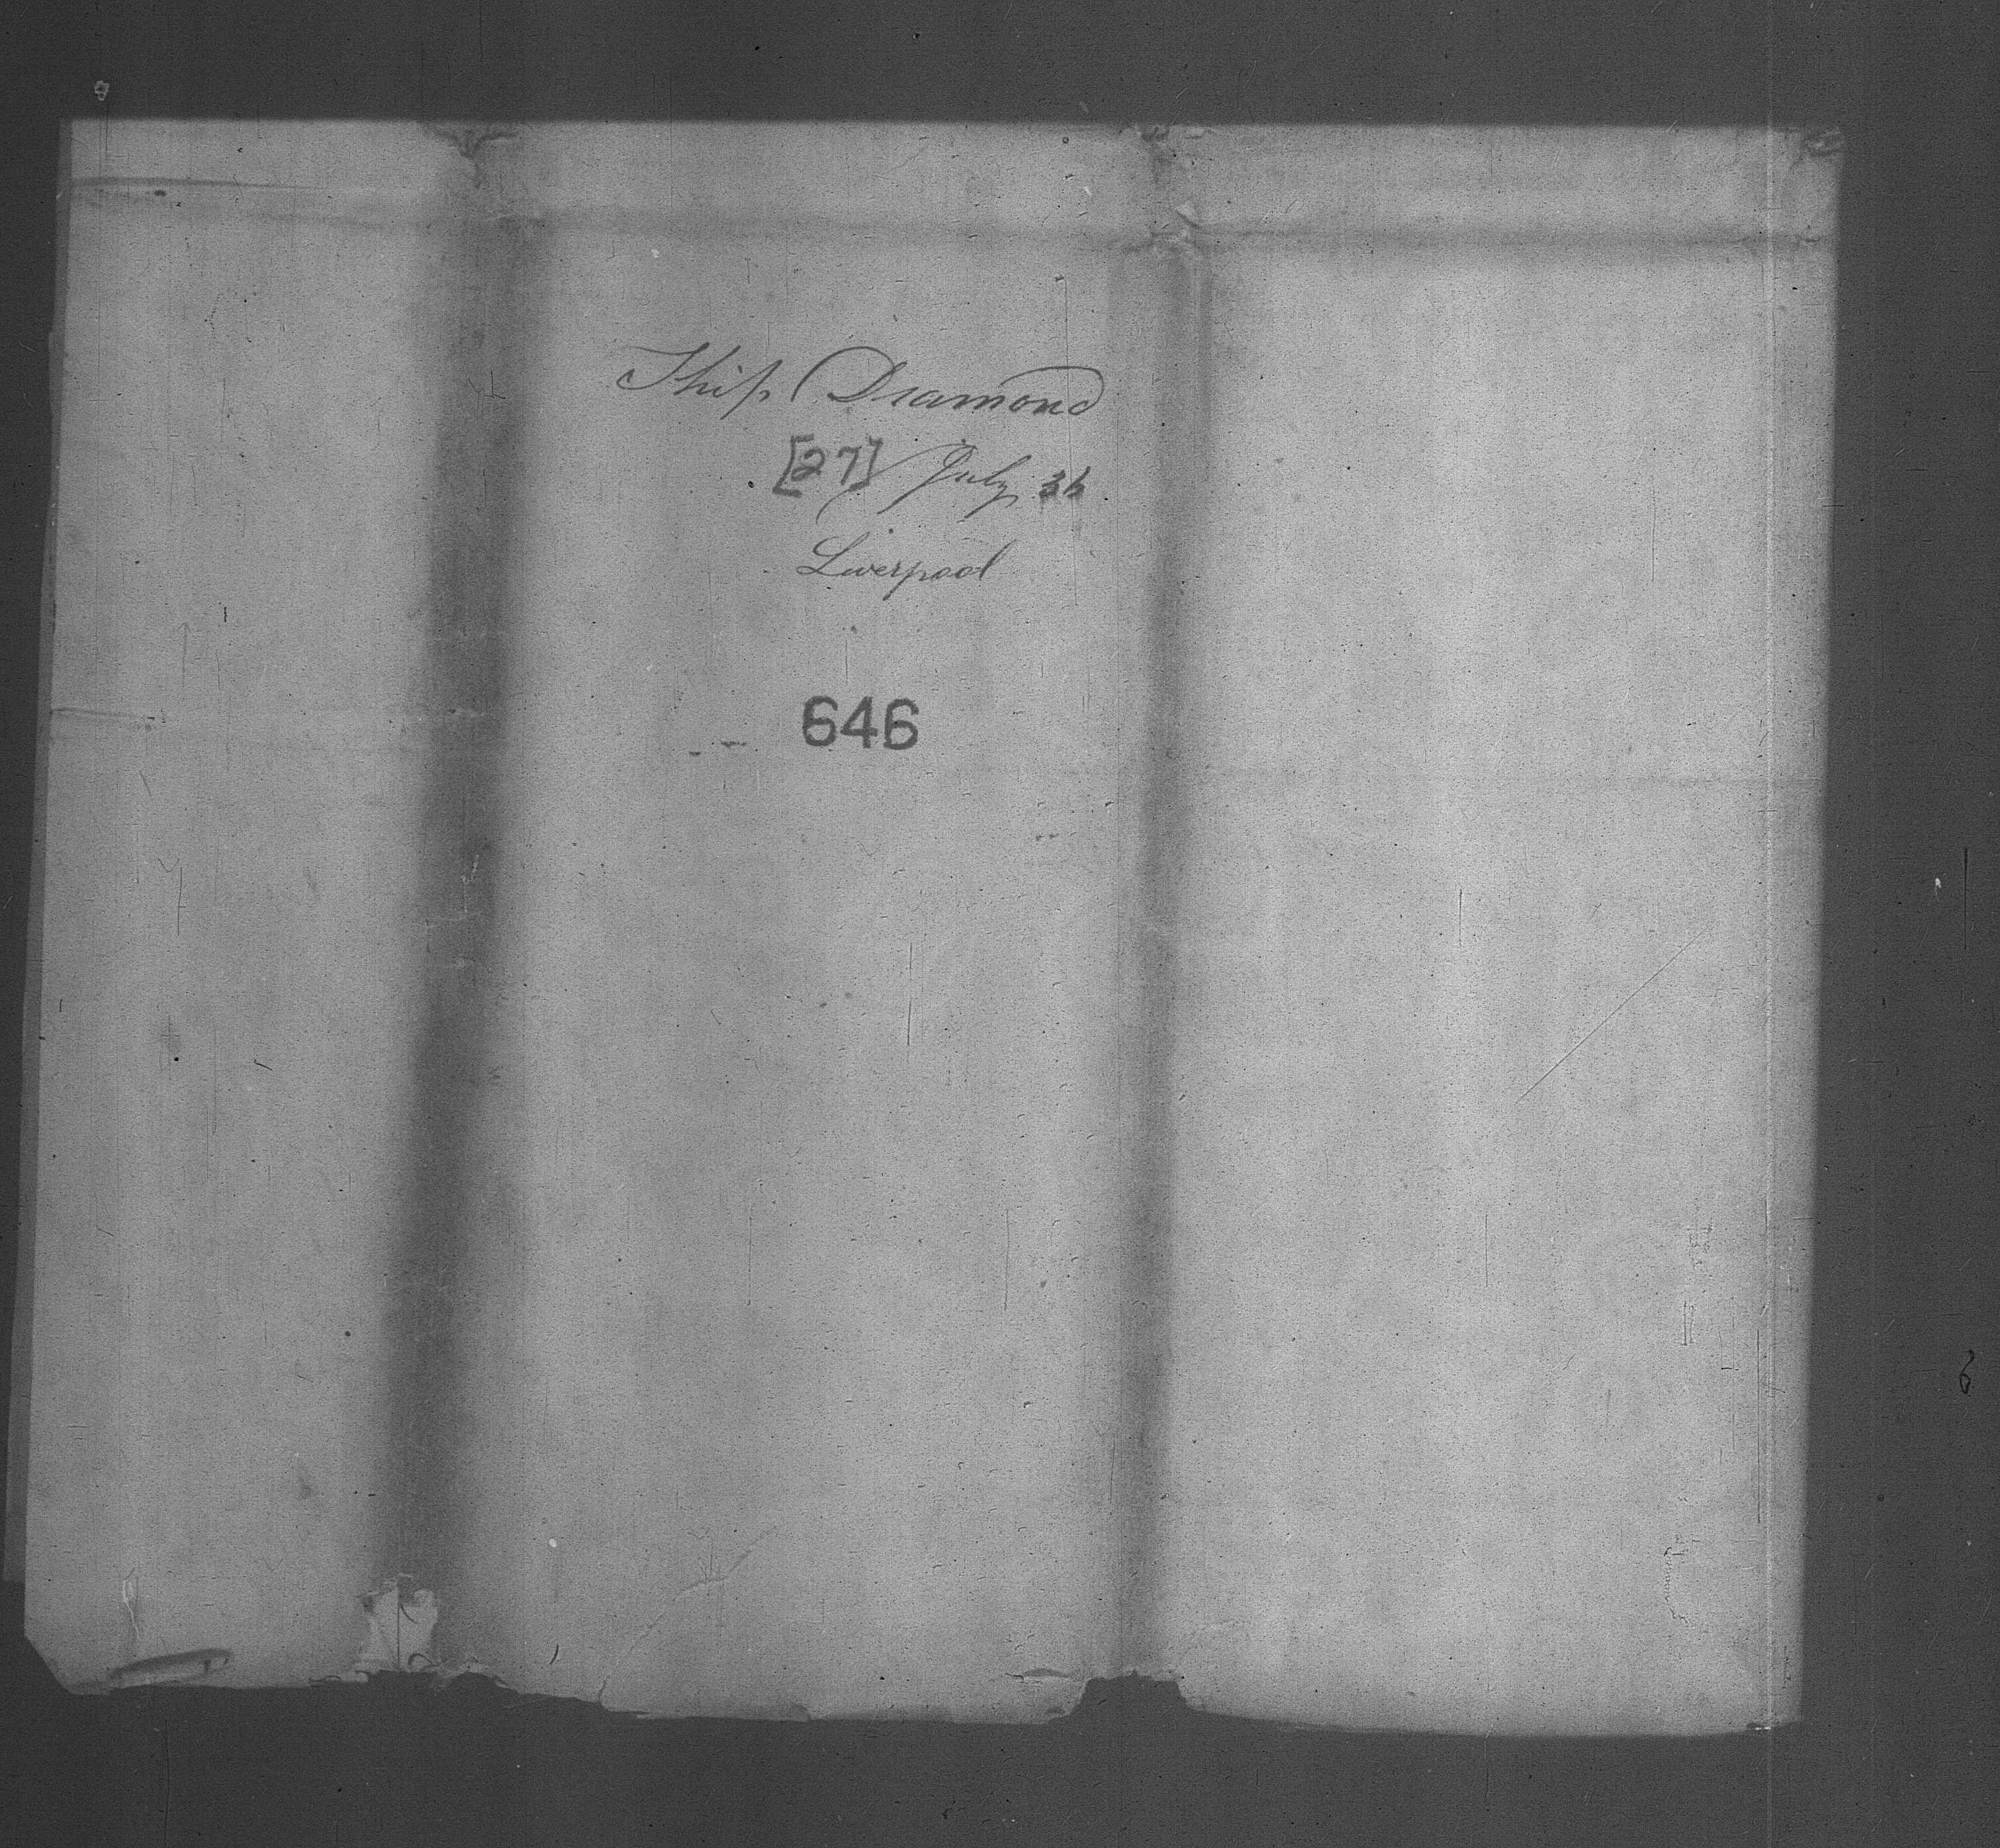 Ship Diamond
[27] July 36
Liverpool
646